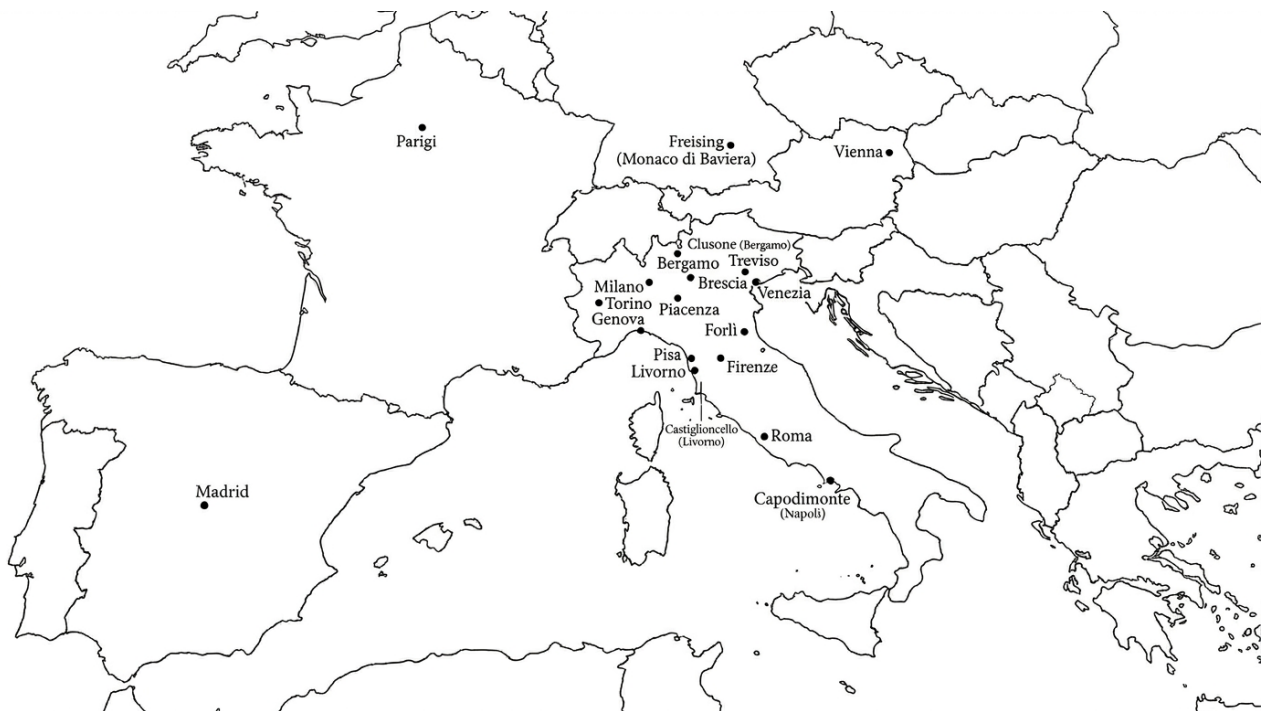 Parigi
Freising
(Monaco di Baviera)
Vienna
Clusone (Bergamo)
Bergamo
Treviso
Milano
Brescia
Venezia
Torino
Piacenza
Genova
Forlì
Pisa
Firenze
Livorno
Castiglioncello
(Livorno)
Roma
Madrid
Capodimonte
(Napoli)